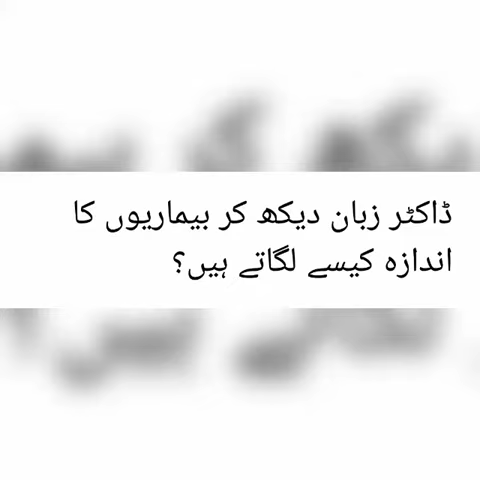 ڈاکٹر زبان دیکھ کر بیماریوں کا
اندازہ کیسے لگاتے ہیں؟